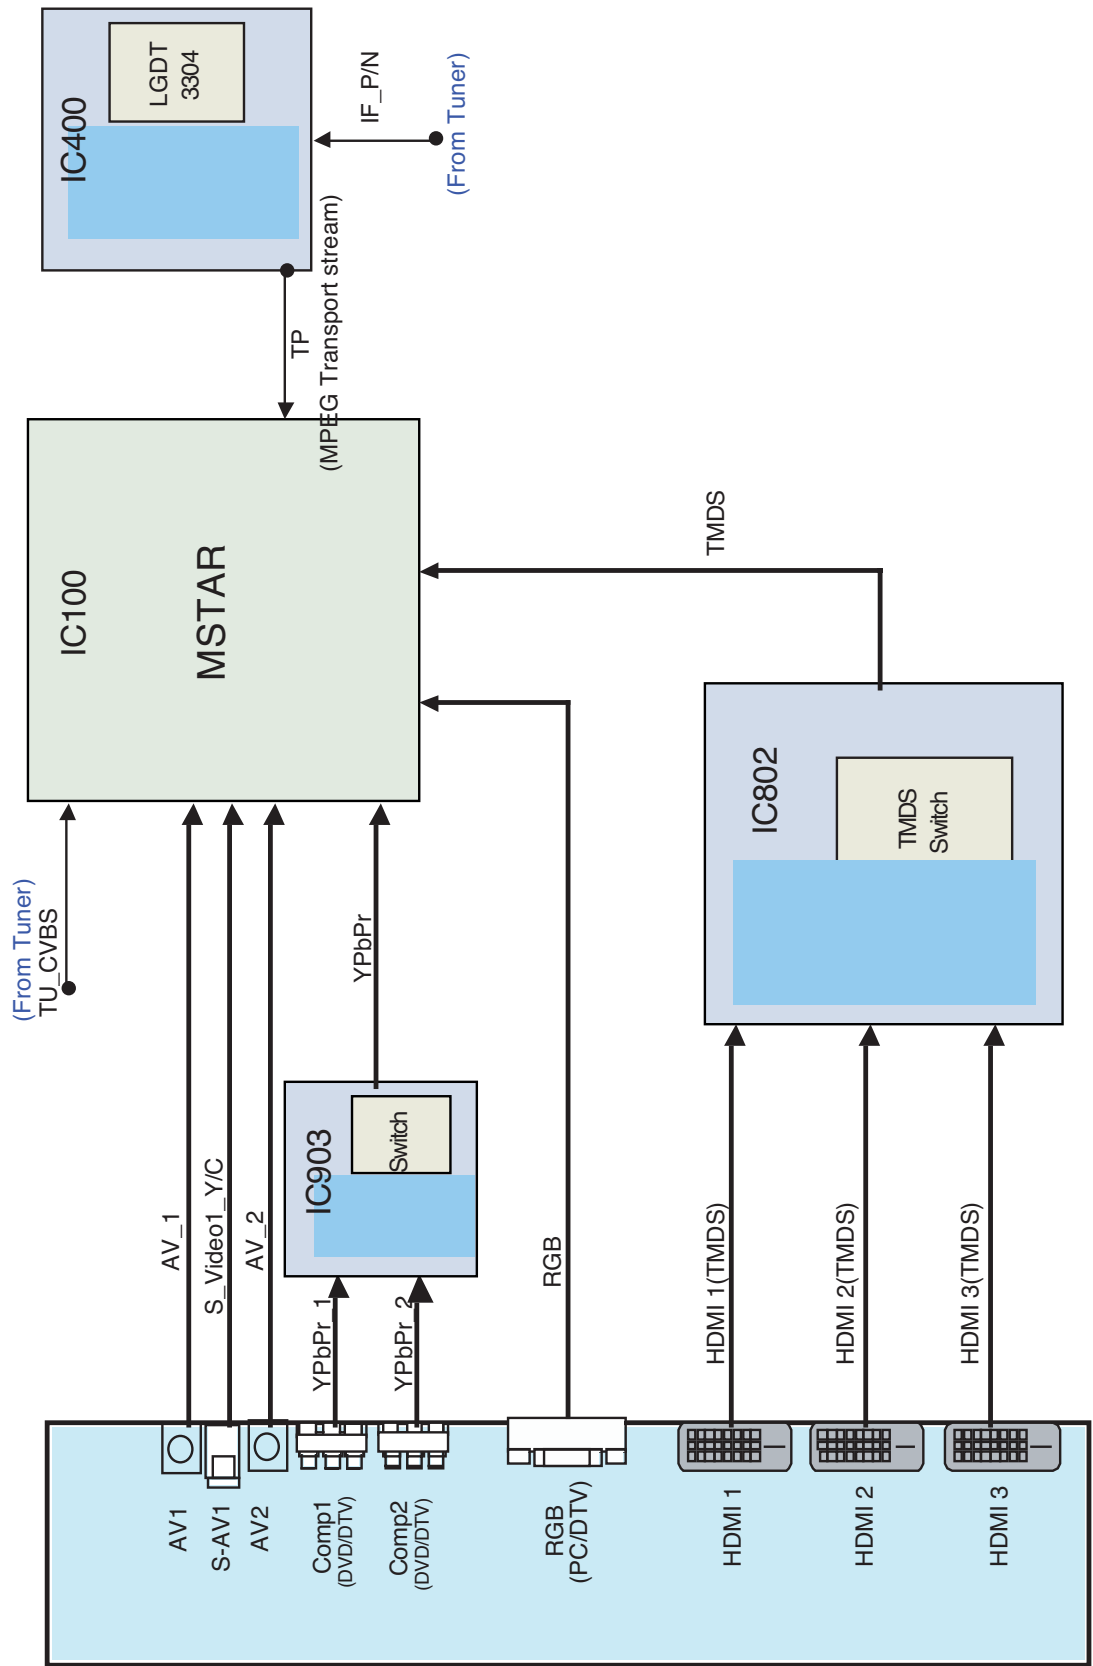 IC400
LGDT
3304
IF_P/N
(From Tuner)
TP
(MPEG Transport stream)
IC100
MSTAR
TMDS
(From Tuner)
TU_CVBS
YPbPr
IC802
TMDS
Switch
IC903
Switch
AV_1
S_Video1_Y/C
AV_2
YPbPr_1
YPbPr_2
RGB
HDMI 1(TMDS)
HDMI 2(TMDS)
HDMI 3(TMDS)
AV1
S-AV1
AV2
Comp1
(DVD/DTV)
Comp2
(DVD/DTV)
RGB
(PC/DTV)
HDMI 1
HDMI 2
HDMI 3